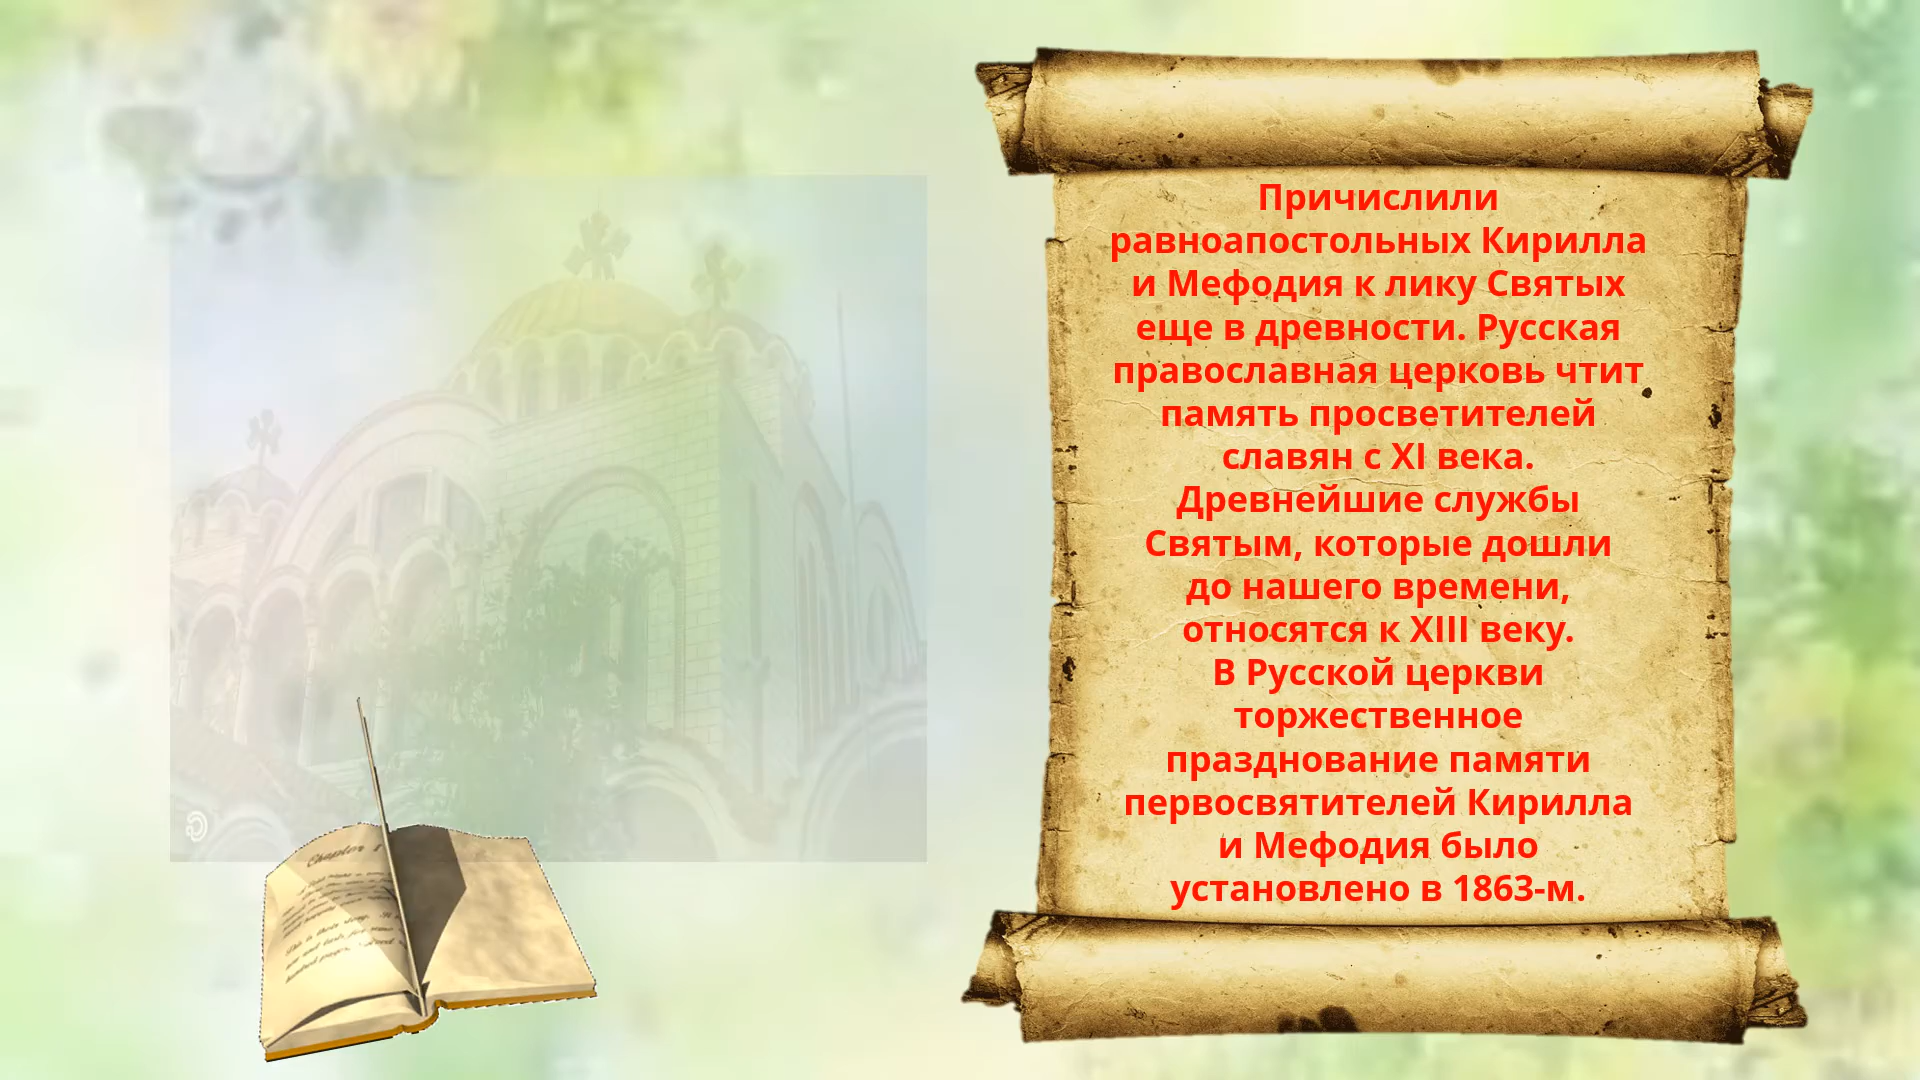 Причислили
равноапостольных Кирилла
и Мефодия к лику Святых
еще в древности. Русская
православная церковь чтит
память просветителей
славян с XI века.
Древнейшие службы
Святым, которые дошли
до нашего времени,
относятся к XIII веку.
В Русской церкви
торжественное
празднование памяти
первосвятителей Кирилла
и Мефодия было
установлено в 1863-м.
Chapter 1